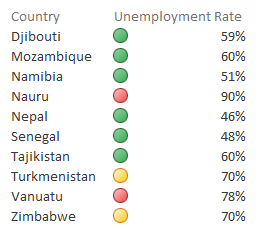 Country Unemployment Rate
Djibouti 59%
Mozambique 60%
Namibia 51%
Nauru 90%
Nepal 46%
Senegal 48%
Tajikistan 60%
Turkmenistan 70%
Vanuatu 78%
Zimbabwe 70%